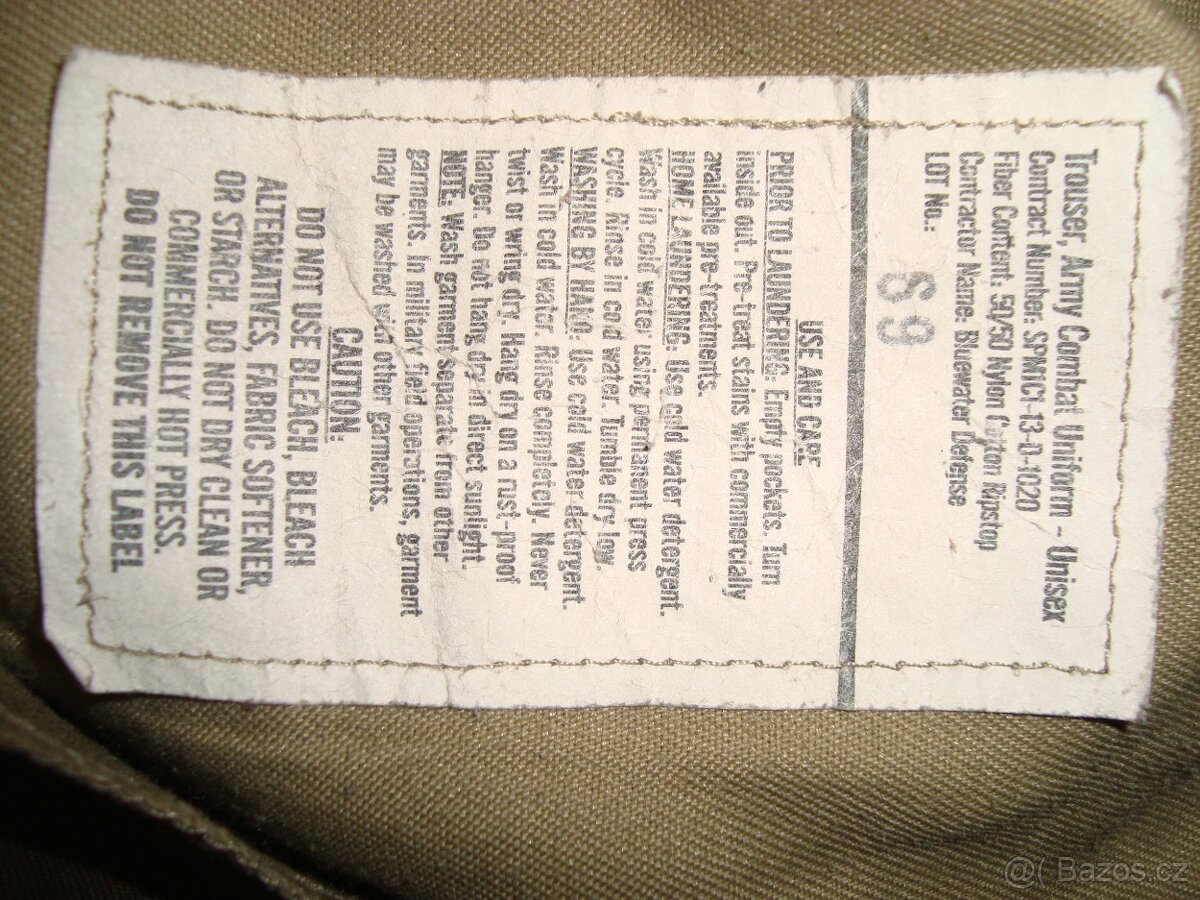 Trouser, Army Combat Uniform - Unisex
Contract Number: SPM1C1-13-D-1020
Fiber Content: 50/50 Nylon Cotton Ripstop
Contractor Name: Bluewater Defense
LOT No.:
89
USE AND CARE
PRIOR TO LAUNDERING: Empty pockets. Turn
inside out. Pre-treat stains with commercially
available pre-treatments.
HOME LAUNDERING: Use cold water detergent.
Wash in cold water using permanent press
cycle. Rinse in cold water. Tumble dry low.
WASHING BY HAND: Use cold water detergent.
Wash in cold water. Rinse completely. Never
twist or wring dry. Hang dry on a rust-proof
hanger. Do not hang dry in direct sunlight.
NOTE: Wash garment separate from other
garments. In military field operations, garment
may be washed with other garments.
CAUTION:
DO NOT USE BLEACH, BLEACH
ALTERNATIVES, FABRIC SOFTENER,
OR STARCH. DO NOT DRY CLEAN OR
COMMERCIALLY HOT PRESS.
DO NOT REMOVE THIS LABEL
@( Bazos.cz